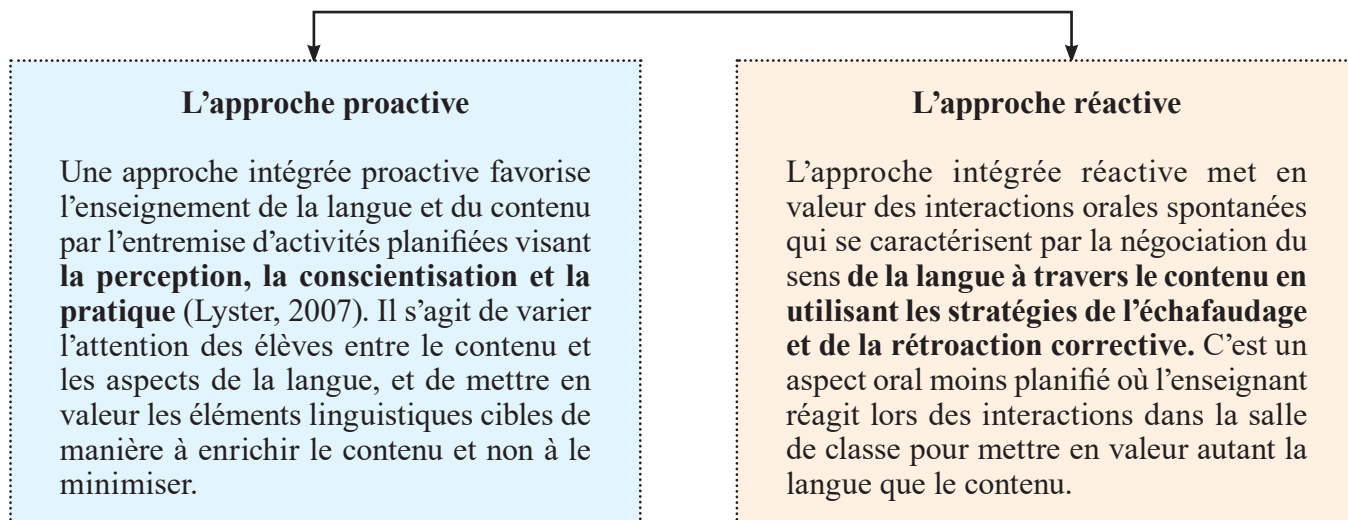 L’approche proactive
Une approche intégrée proactive favorise
l’enseignement de la langue et du contenu
par l’entremise d’activités planifiées visant
la perception, la conscientisation et la
pratique (Lyster, 2007). Il s’agit de varier
l’attention des élèves entre le contenu et
les aspects de la langue, et de mettre en
valeur les éléments linguistiques cibles de
manière à enrichir le contenu et non à le
minimiser.
L’approche réactive
L’approche intégrée réactive met en
valeur des interactions orales spontanées
qui se caractérisent par la négociation du
sens de la langue à travers le contenu en
utilisant les stratégies de l’échafaudage
et de la rétroaction corrective. C’est un
aspect oral moins planifié où l’enseignant
réagit lors des interactions dans la salle
de classe pour mettre en valeur autant la
langue que le contenu.